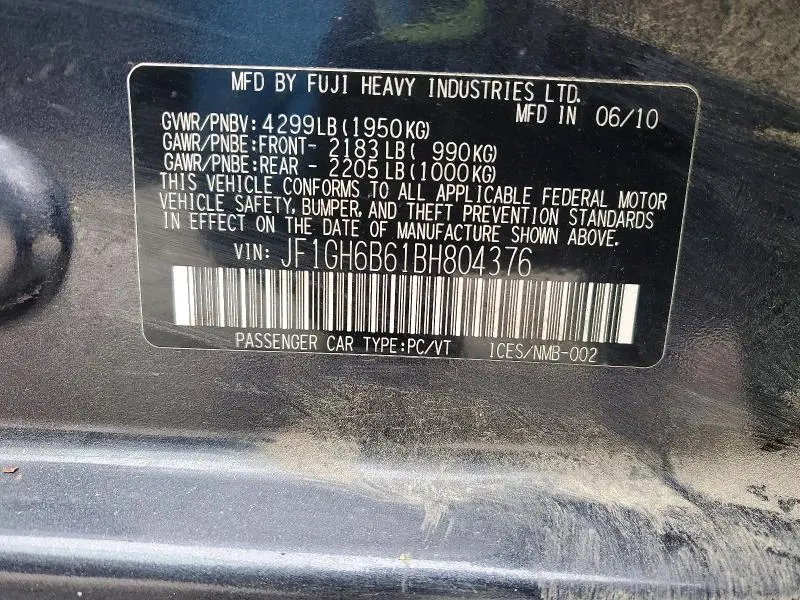 MFD BY FUJI HEAVY INDUSTRIES LTD.
MFD IN 06/10
GVWR/PNBV: 4299LB(1950KG)
GAWR/PNBE:FRONT- 2183LB( 990KG)
GAWR/PNBE:REAR - 2205LB(1000KG)
THIS VEHICLE CONFORMS TO ALL APPLICABLE FEDERAL MOTOR
VEHICLE SAFETY, BUMPER, AND THEFT PREVENTION STANDARDS
IN EFFECT ON THE DATE OF MANUFACTURE SHOWN ABOVE.
VIN: JF1GH6B61BH804376
PASSENGER CAR TYPE:PC/VT ICES/NMB-002